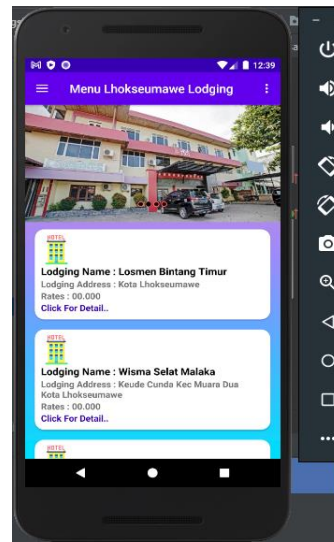 12:39
Menu Lhokseumawe Lodging
HOTEL
Lodging Name : Losmen Bintang Timur
Lodging Address : Kota Lhokseumawe
Rates : 00.000
Click For Detail..
HOTEL
Lodging Name : Wisma Selat Malaka
Lodging Address : Keude Cunda Kec Muara Dua
Kota Lhokseumawe
Rates : 00.000
Click For Detail..
HOTEL